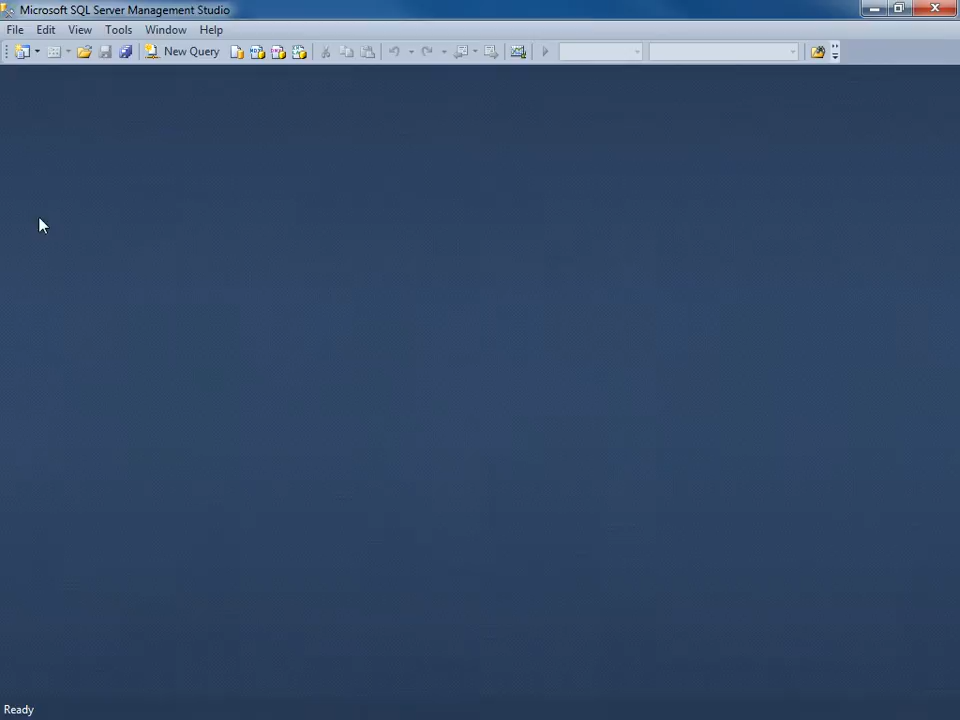 Microsoft SQL Server Management Studio
File Edit View Tools Window Help
New Query
Ready